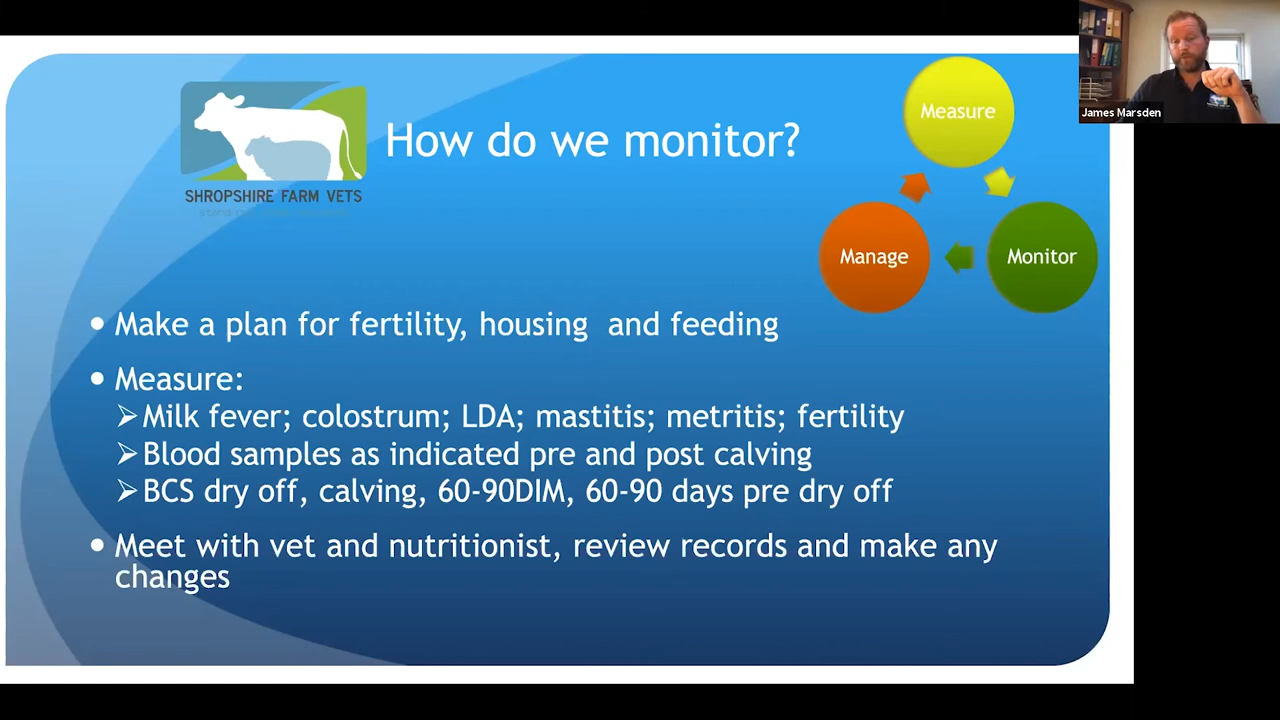 James Marsden
Measure
How do we monitor?
SHROPSHIRE FARM VETS
Manage
Monitor
• Make a plan for fertility, housing and feeding
• Measure:
➢ Milk fever; colostrum; LDA; mastitis; metritis; fertility
➢ Blood samples as indicated pre and post calving
➢ BCS dry off, calving, 60-90DIM, 60-90 days pre dry off
• Meet with vet and nutritionist, review records and make any
changes